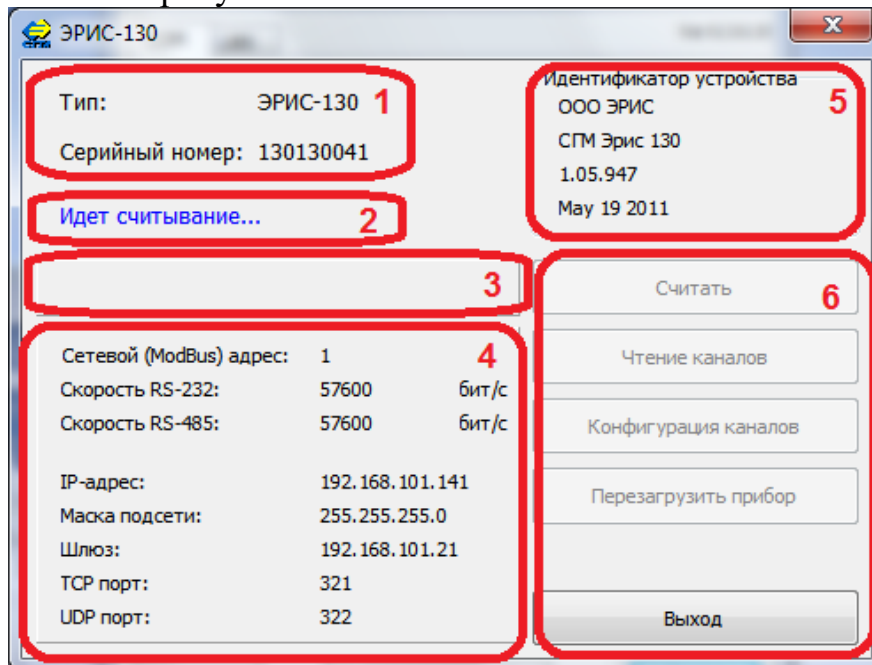 ЭРИС-130
Тип: ЭРИС-130 1
Серийный номер: 130130041
Идентификатор устройства
ООО ЭРИС 5
СГМ Эрис 130
1.05.947
May 19 2011
Идет считывание... 2
3
Считать 6
Чтение каналов
Конфигурация каналов
Перезагрузить прибор
Выход
Сетевой (ModBus) адрес: 1 4
Скорость RS-232: 57600 бит/с
Скорость RS-485: 57600 бит/с
IP-адрес: 192.168.101.141
Маска подсети: 255.255.255.0
Шлюз: 192.168.101.21
TCP порт: 321
UDP порт: 322